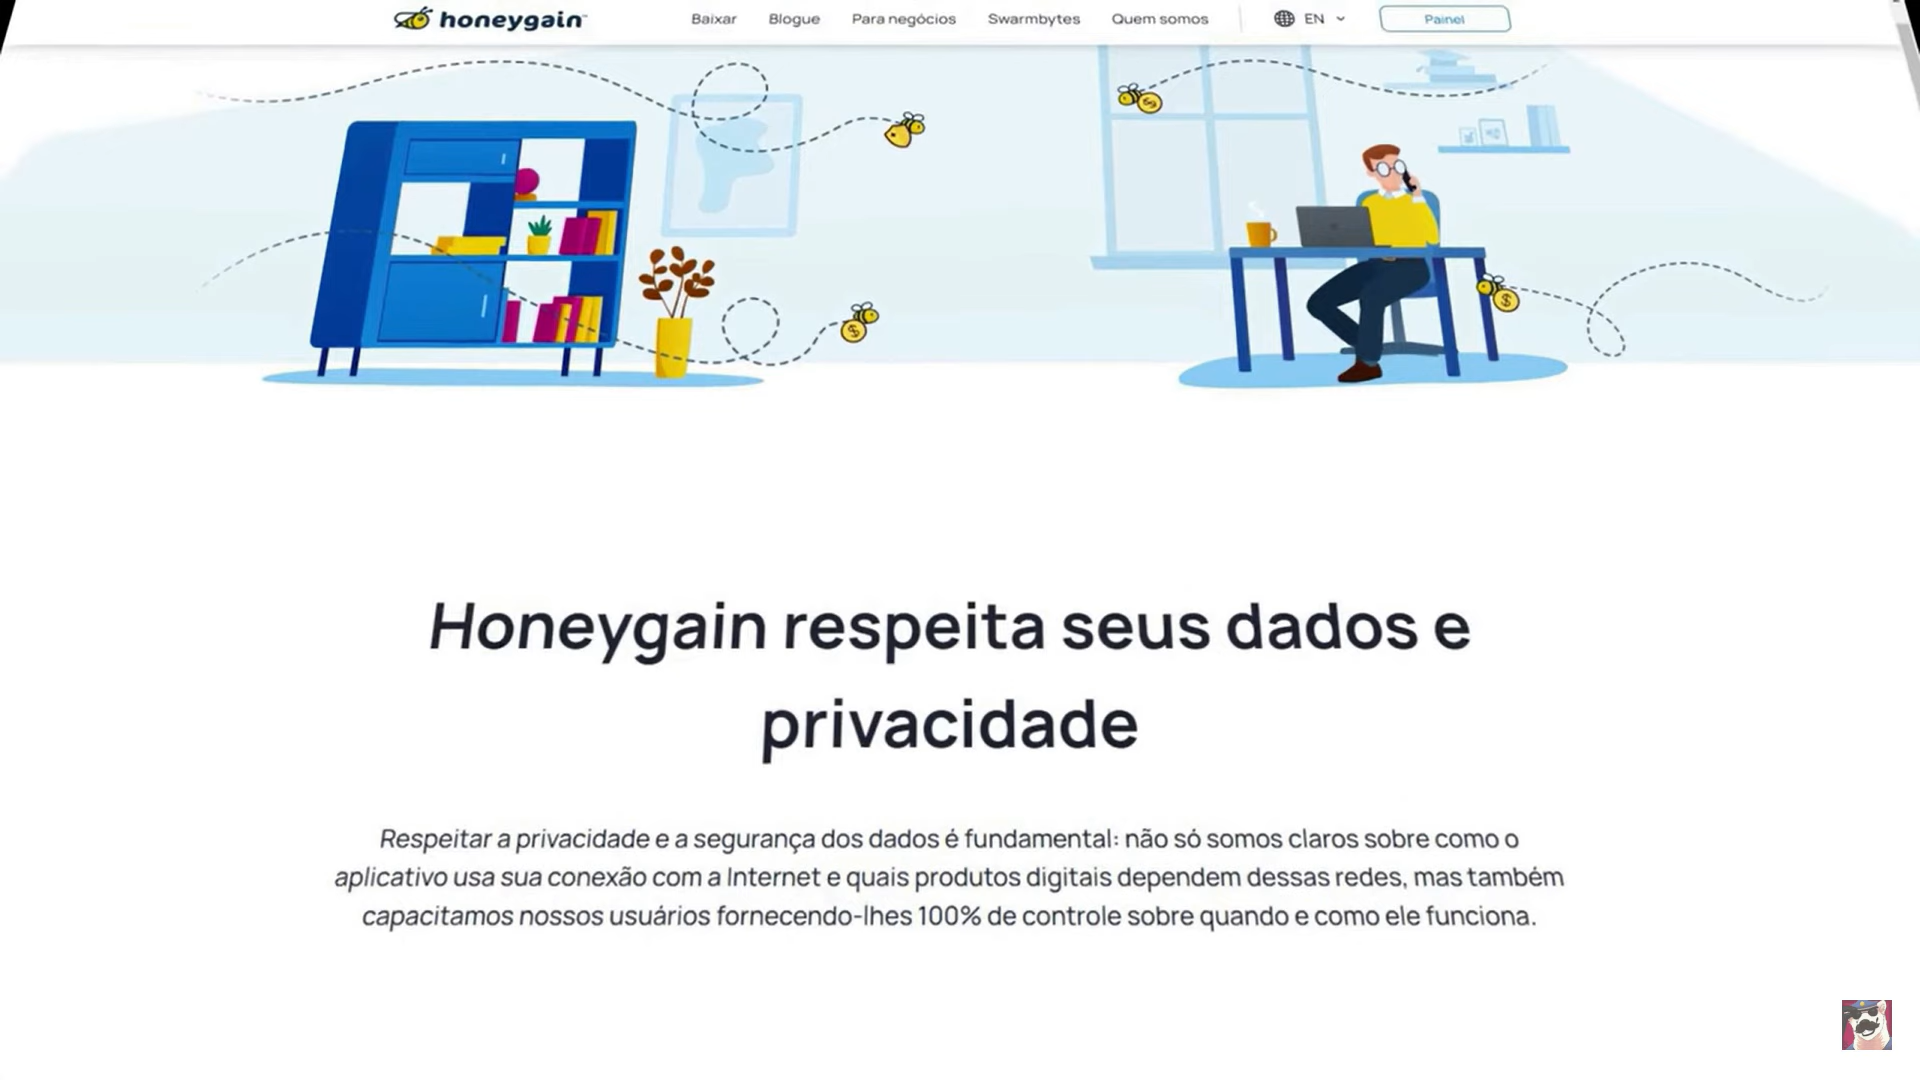 honeygain
Baixar Blogue Para negócios Swarmbytes Quem somos EN Painel
Honeygain respeita seus dados e
privacidade
Respeitar a privacidade e a segurança dos dados é fundamental: não só somos claros sobre como o
aplicativo usa sua conexão com a Internet e quais produtos digitais dependem dessas redes, mas também
capacitamos nossos usuários fornecendo-lhes 100% de controle sobre quando e como ele funciona.